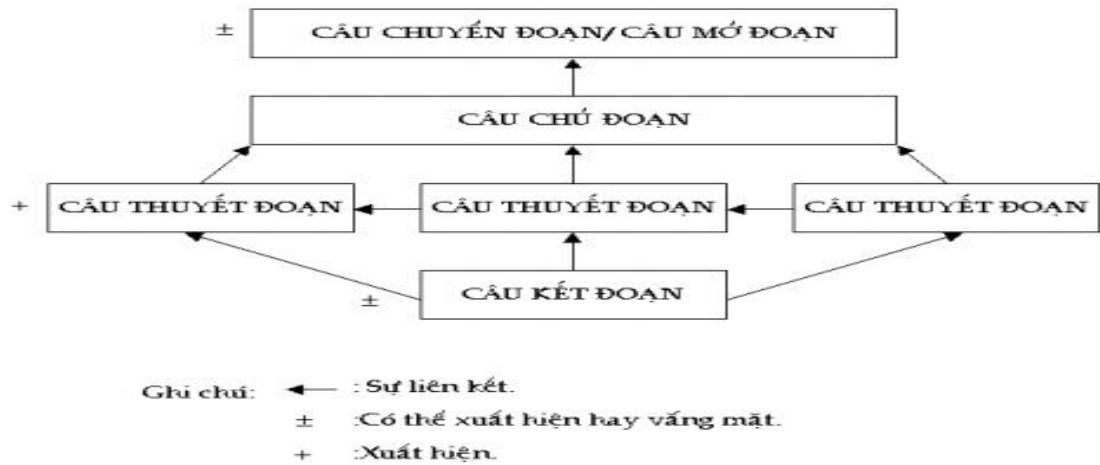 ± CÂU CHUYỂN ĐOẠN/ CÂU MỞ ĐOẠN
CÂU CHỦ ĐOẠN
+ CÂU THUYẾT ĐOẠN CÂU THUYẾT ĐOẠN CÂU THUYẾT ĐOẠN
± CÂU KẾT ĐOẠN
Ghi chú: :Sự liên kết.
± :Có thể xuất hiện hay vắng mặt.
+ :Xuất hiện.